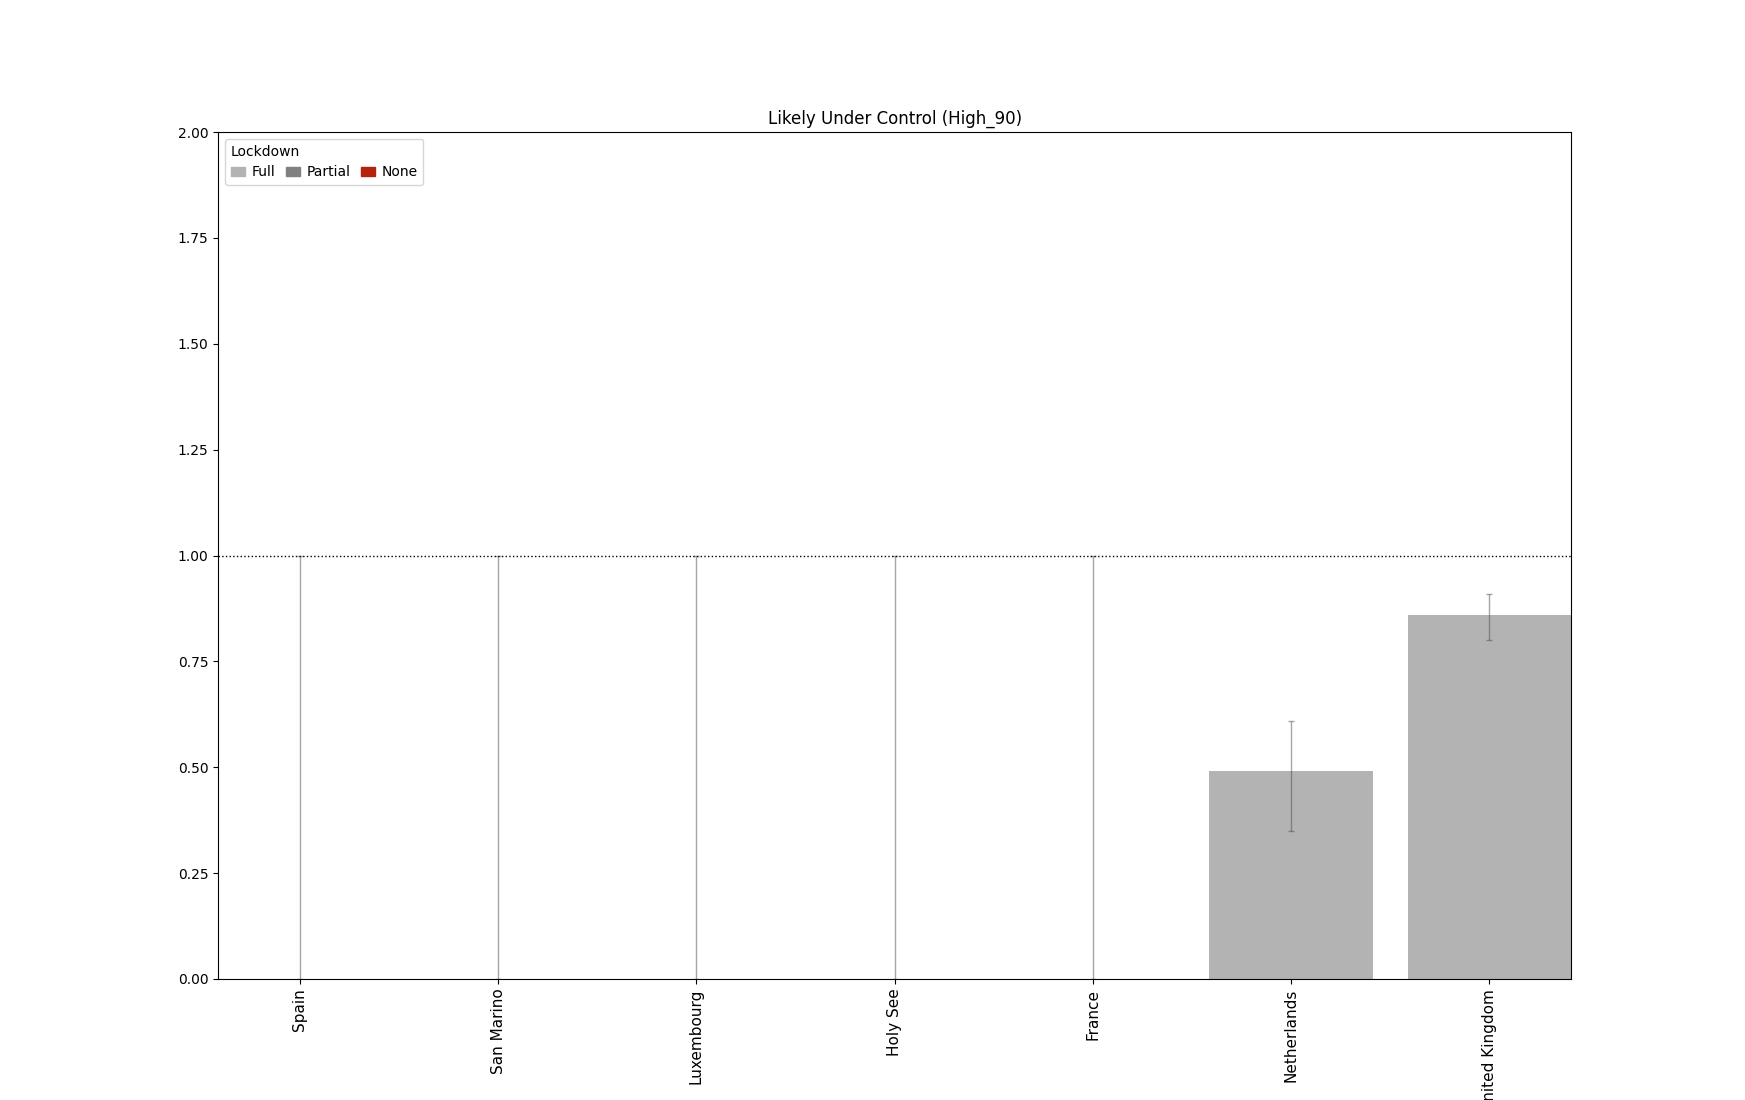 Likely Under Control (High_90)
2.00
Lockdown
Full Partial None
1.75
1.50
1.25
1.00
0.75
0.50
0.25
0.00
Spain
San Marino
Luxembourg
Holy See
France
Netherlands
nited Kingdom